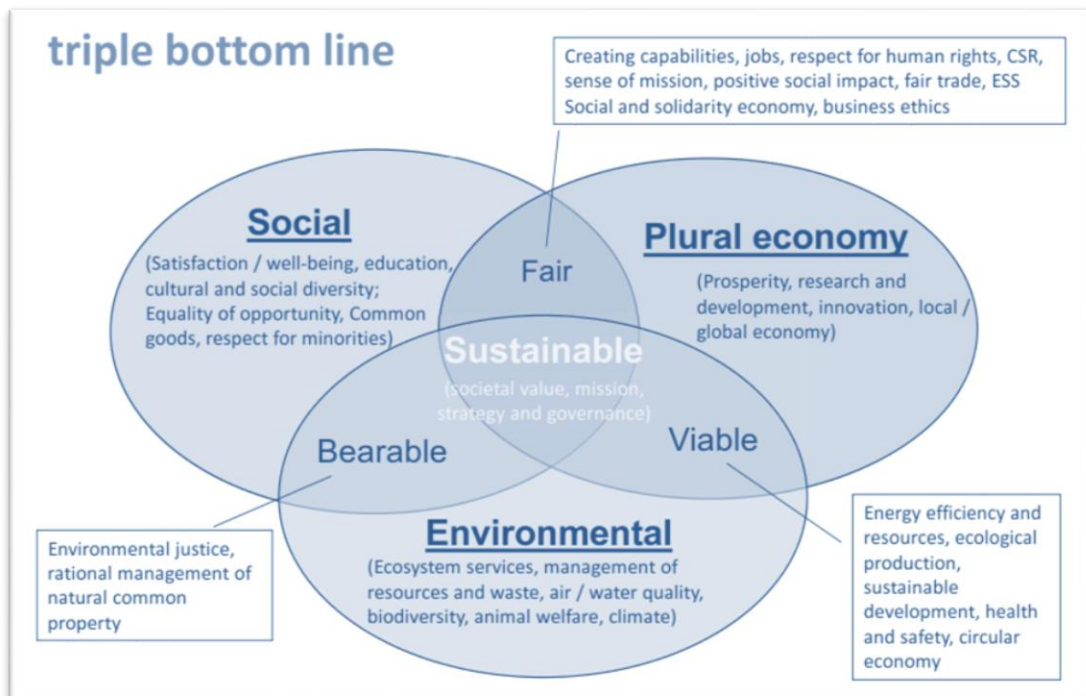 triple bottom line
Creating capabilities, jobs, respect for human rights, CSR,
sense of mission, positive social impact, fair trade, ESS
Social and solidarity economy, business ethics
Social
(Satisfaction / well-being, education,
cultural and social diversity;
Equality of opportunity, Common
goods, respect for minorities)
Fair
Plural economy
(Prosperity, research and
development, innovation, local /
global economy)
Sustainable
(societal value, mission,
strategy and governance)
Bearable
Viable
Environmental
(Ecosystem services, management of
resources and waste, air / water quality,
biodiversity, animal welfare, climate)
Environmental justice,
rational management of
natural common
property
Energy efficiency and
resources, ecological
production,
sustainable
development, health
and safety, circular
economy